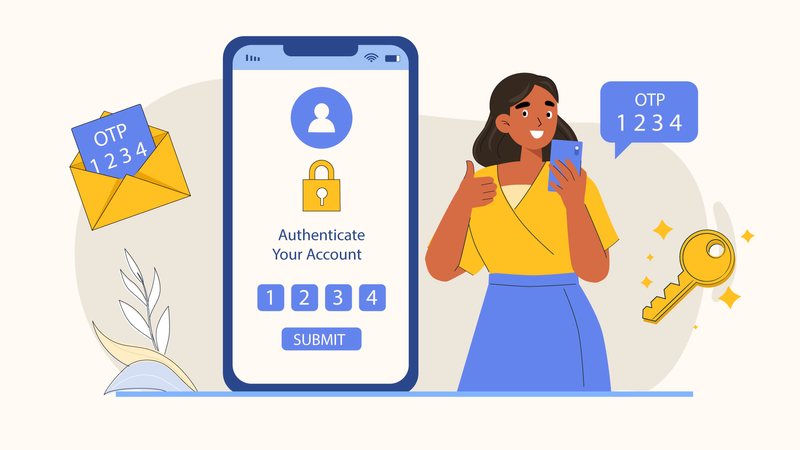 OTP
1 2 3 4
Authenticate
Your Account
1 2 3 4
SUBMIT
OTP
1 2 3 4